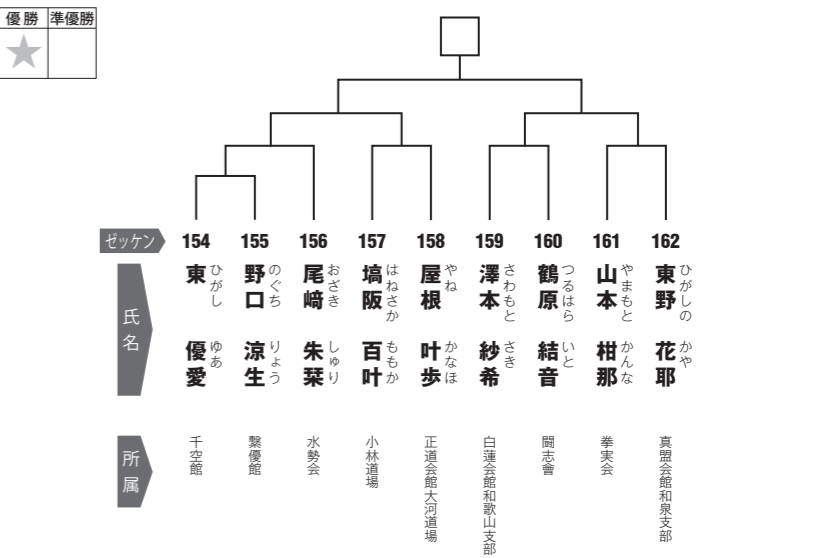 優勝 準優勝
★
ゼッケン 154 155 156 157 158 159 160 161 162
氏名
東 優愛
ひがし ゆあ
野口 涼生
のぐち りょう
尾﨑 朱栞
おざき しゅり
塙阪 百叶
はねさか ももか
屋根 叶歩
やね かなほ
澤本 紗希
さわもと さき
鶴原 結音
つるはら いと
山本 柑那
やまもと かんな
東野 花耶
ひがしの かや
所属
千空館
繋優館
水勢会
小林道場
正道会館大河道場
白蓮会館和歌山支部
闘志會
拳実会
真盟会館和泉支部